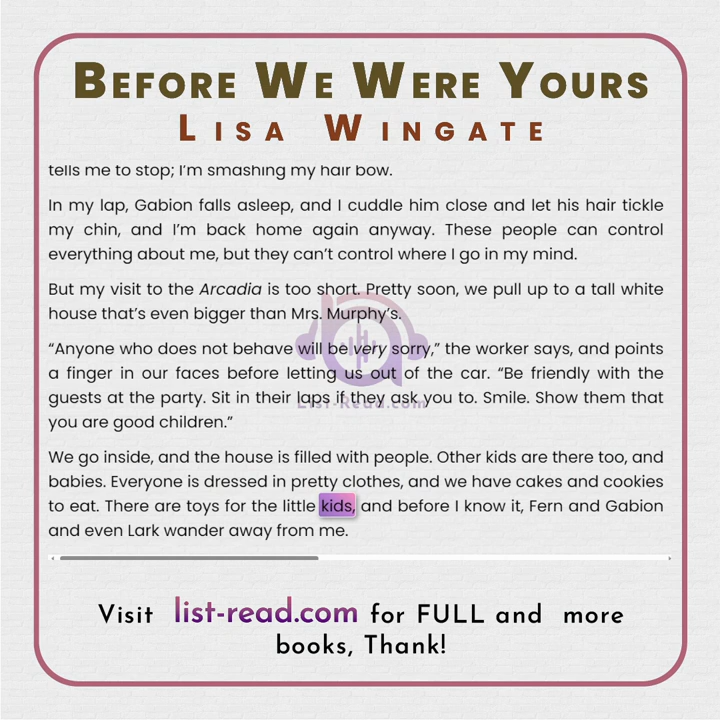 BEFORE WE WERE YOURS
LISA WINGATE
tells me to stop; I'm smashing my hair bow.
In my lap, Gabion falls asleep, and I cuddle him close and let his hair tickle
my chin, and I'm back home again anyway. These people can control
everything about me, but they can't control where I go in my mind.
But my visit to the Arcadia is too short. Pretty soon, we pull up to a tall white
house that's even bigger than Mrs. Murphy's.
“Anyone who does not behave will be very sorry,” the worker says, and points
a finger in our faces before letting us out of the car. “Be friendly with the
guests at the party. Sit in their laps if they ask you to. Smile. Show them that
List-Read.com
you are good children.”
We go inside, and the house is filled with people. Other kids are there too, and
babies. Everyone is dressed in pretty clothes, and we have cakes and cookies
to eat. There are toys for the little kids, and before I know it, Fern and Gabion
and even Lark wander away from me.
Visit list-read.com for FULL and more
books, Thank!